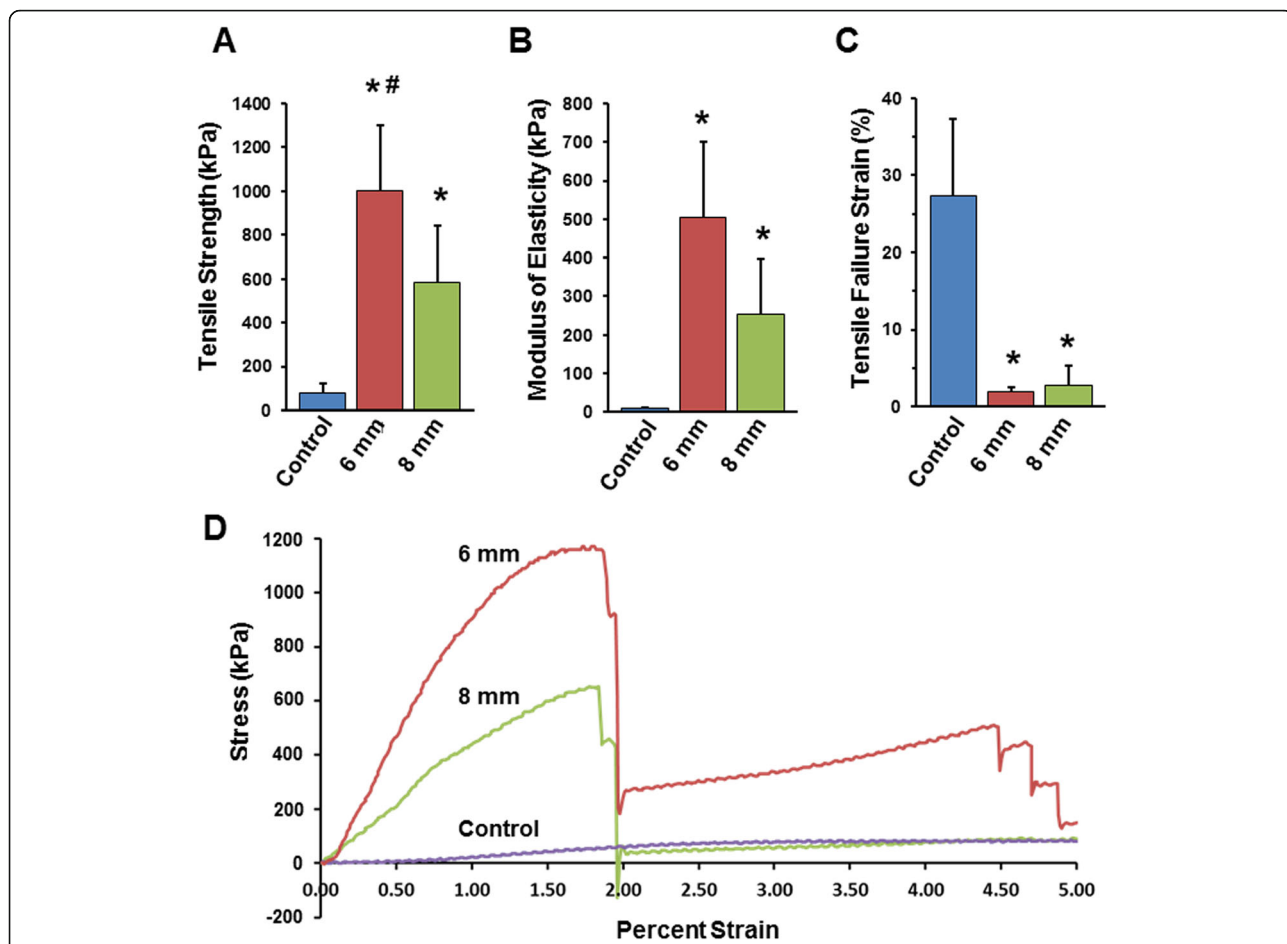 A
Tensile Strength (kPa)
1400
1200
1000
800
600
400
200
0
* #
*
Control
6 mm
8 mm
B
Modulus of Elasticity (kPa)
800
700
600
500
400
300
200
100
0
*
*
Control
6 mm
8 mm
C
Tensile Failure Strain (%)
40
30
20
10
0
*
*
Control
6 mm
8 mm
D
Stress (kPa)
1200
1000
800
600
400
200
0
-200
6 mm
8 mm
Control
0.00 0.50 1.00 1.50 2.00 2.50 3.00 3.50 4.00 4.50 5.00
Percent Strain